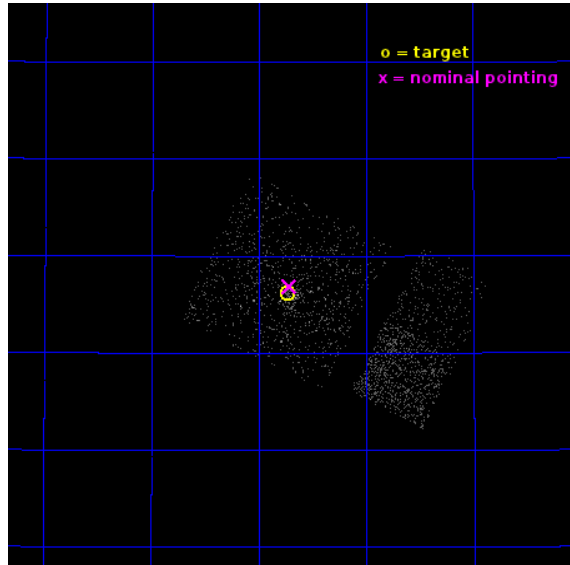 o = target
x = nominal pointing